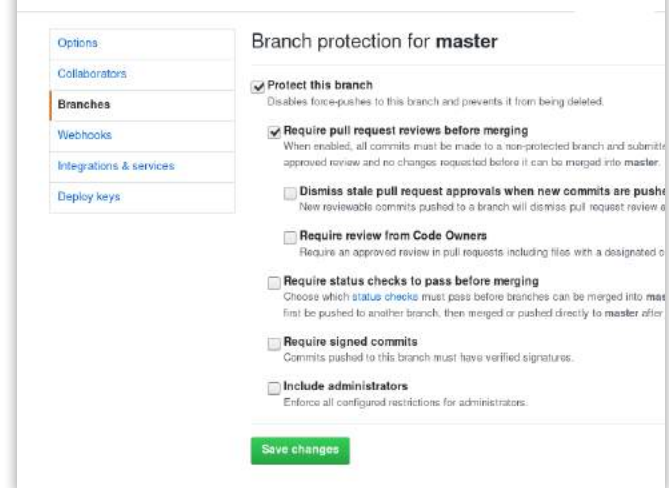 Options
Collaborators
Branches
Webhooks
Integrations & services
Deploy keys
Branch protection for master
Protect this branch
Disables force-pushes to this branch and prevents it from being deleted.
Require pull request reviews before merging
When enabled, all commits must be made to a non-protected branch and submitte
approved review and no changes requested before it can be merged into master.
Dismiss stale pull request approvals when new commits are pushe
New reviewable commits pushed to a branch will dismiss pull request review a
Require review from Code Owners
Require an approved review in pull requests including files with a designated c
Require status checks to pass before merging
Choose which status checks must pass before branches can be merged into mas
first be pushed to another branch, then merged or pushed directly to master after
Require signed commits
Commits pushed to this branch must have verified signatures.
Include administrators
Enforce all configured restrictions for administrators.
Save changes